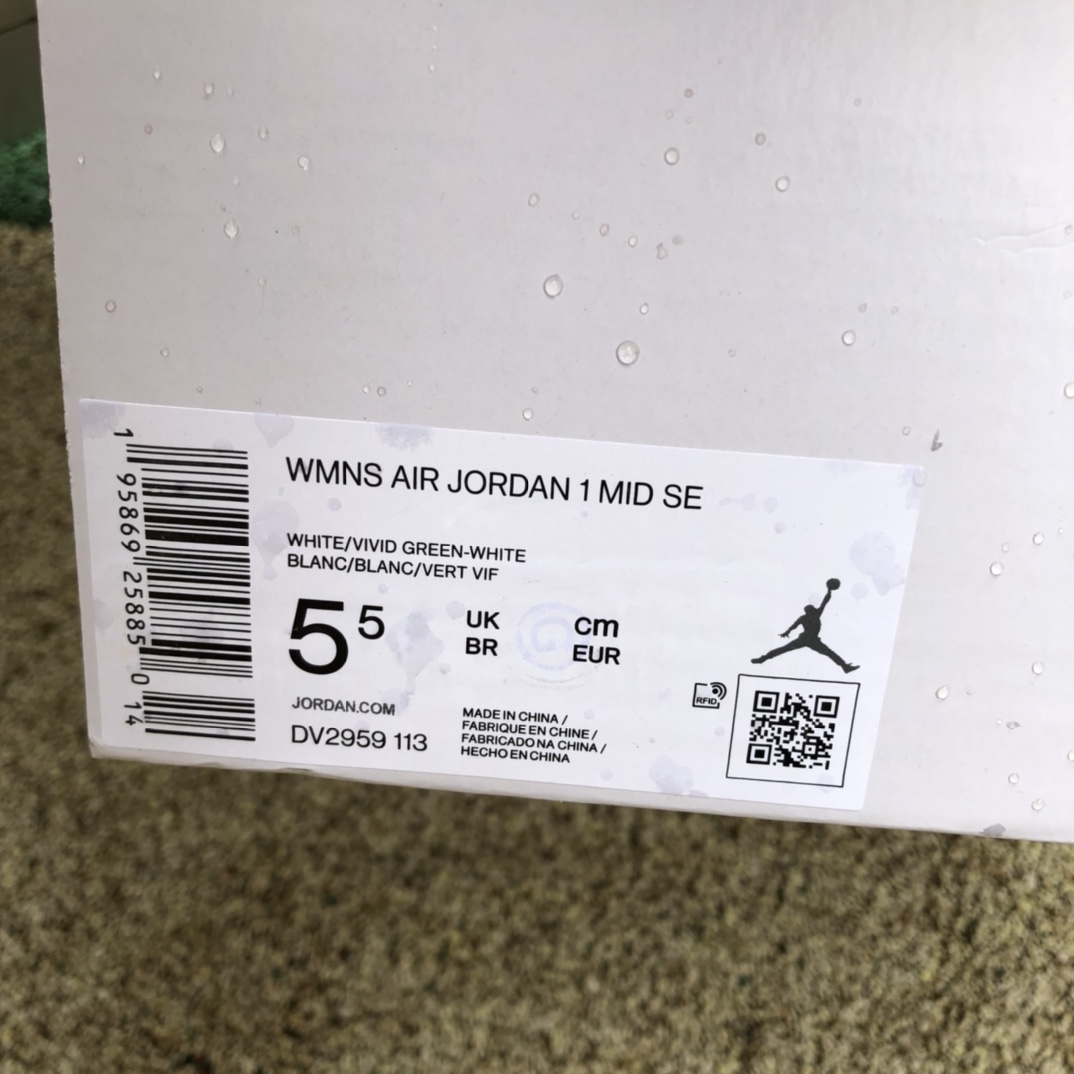 WMNS AIR JORDAN 1 MID SE
WHITE/VIVID GREEN-WHITE
BLANC/BLANC/VERT VIF
5 5
UK
BR
cm
EUR
JORDAN.COM
DV2959 113
MADE IN CHINA /
FABRIQUE EN CHINE /
FABRICADO NA CHINA /
HECHO EN CHINA
RFID
1 95869 25885 0 14